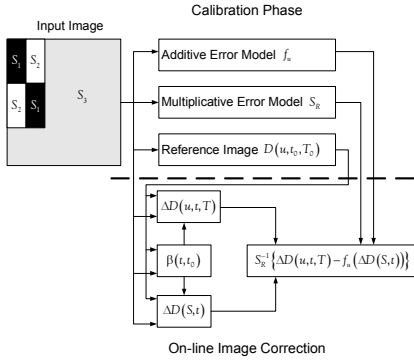 Calibration Phase
Input Image
S₁ S₂
S₂ S₁
S₃
Additive Error Model fᵤ
Multiplicative Error Model S_R
Reference Image D(u,t₀,T₀)
ΔD(u,t,T)
β(t,t₀)
S_R⁻¹{ΔD(u,t,T)−fᵤ(ΔD(S,t))}
ΔD(S,t)
On-line Image Correction